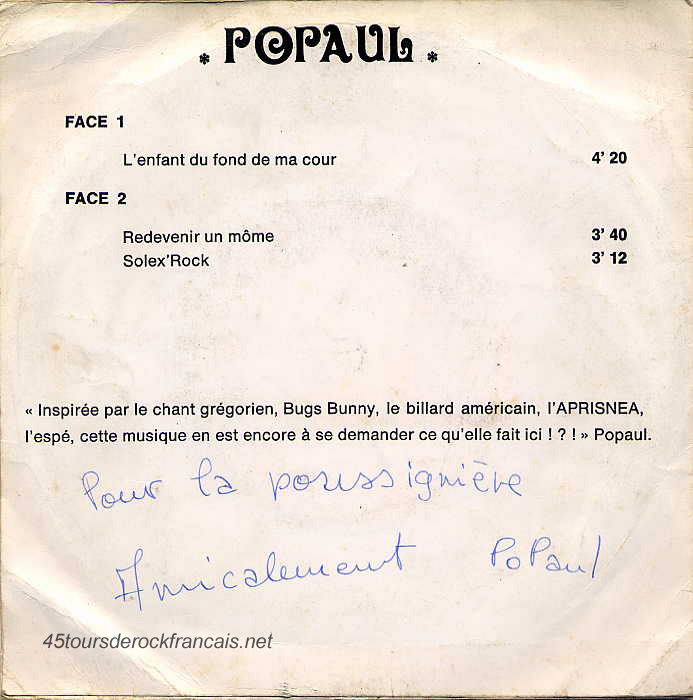 * POPAUL *
FACE 1
L'enfant du fond de ma cour 4' 20
FACE 2
Redevenir un môme 3' 40
Solex'Rock 3' 12
« Inspirée par le chant grégorien, Bugs Bunny, le billard américain, l'APRISNEA,
l'espé, cette musique en est encore à se demander ce qu'elle fait ici ! ? ! » Popaul.
Pour la poussignière
Amicalement PoPaul
45toursderockfrancais.net